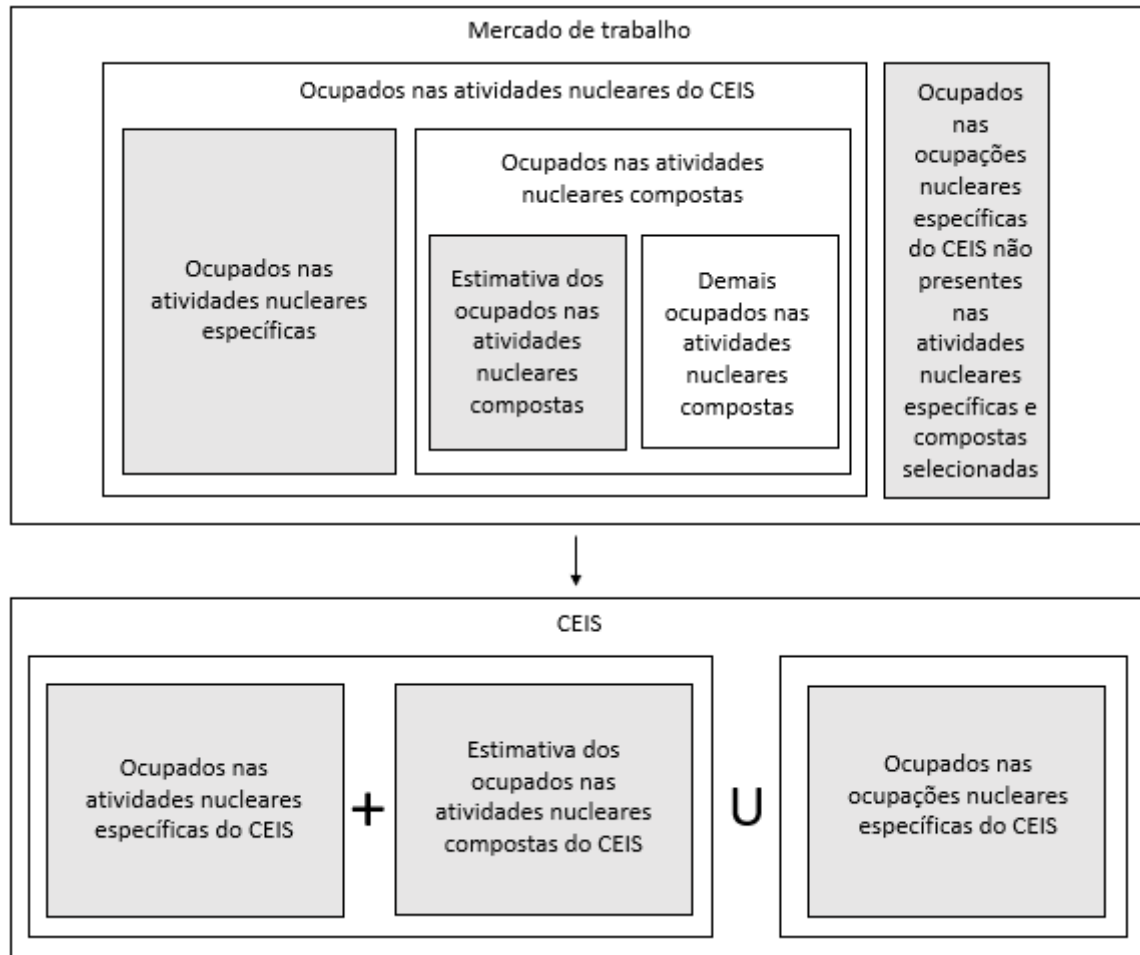 Mercado de trabalho
Ocupados nas atividades nucleares do CEIS
Ocupados nas
atividades nucleares
específicas
Ocupados nas atividades
nucleares compostas
Estimativa dos
ocupados nas
atividades
nucleares
compostas
Demais
ocupados nas
atividades
nucleares
compostas
Ocupados
nas
ocupações
nucleares
específicas
do CEIS não
presentes
nas
atividades
nucleares
específicas e
compostas
selecionadas
CEIS
Ocupados nas
atividades nucleares
específicas do CEIS
+
Estimativa dos
ocupados nas
atividades nucleares
compostas do CEIS
U
Ocupados nas
ocupações nucleares
específicas do CEIS